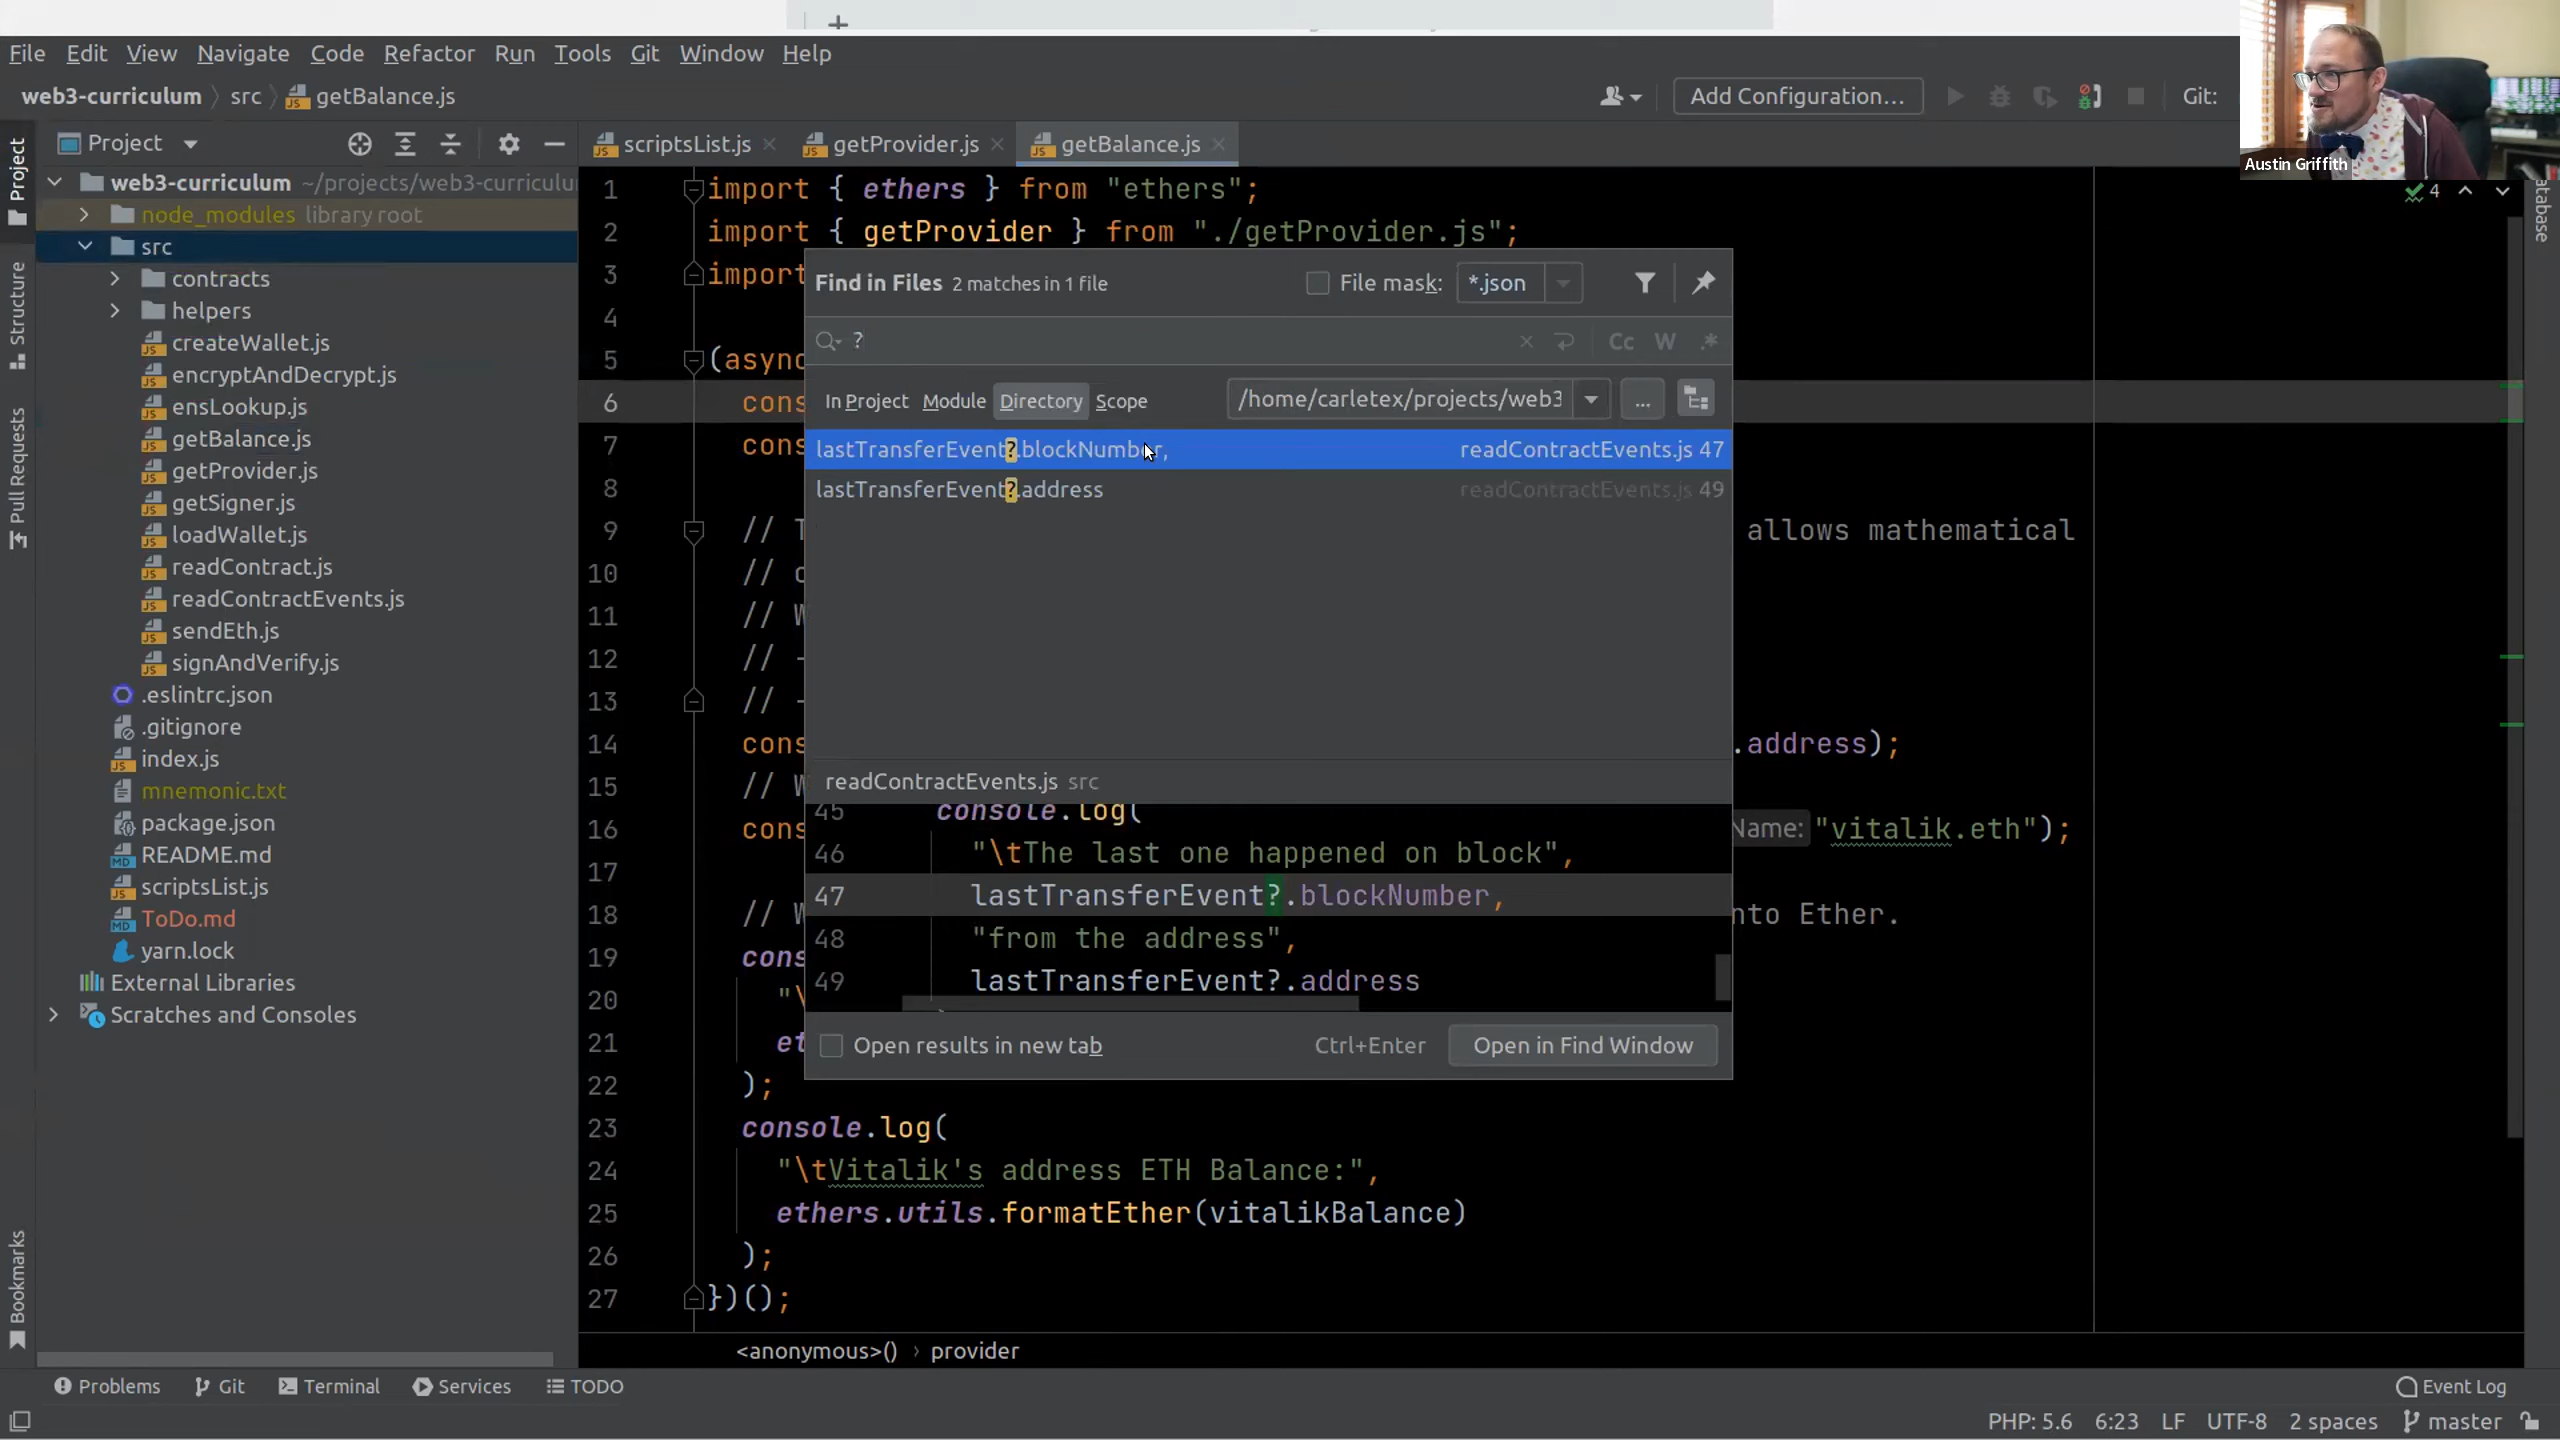 File Edit View Navigate Code Refactor Run Tools Git Window Help
web3-curriculum src getBalance.js
Add Configuration...
Git:
Austin Griffith
Project
scriptsList.js
getProvider.js
getBalance.js
4
Project
Structure
Pull Requests
Bookmarks
web3-curriculum ~/projects/web3-curriculu
node_modules library root
src
contracts
helpers
createWallet.js
encryptAndDecrypt.js
ensLookup.js
getBalance.js
getProvider.js
getSigner.js
loadWallet.js
readContract.js
readContractEvents.js
sendEth.js
signAndVerify.js
.eslintrc.json
.gitignore
index.js
mnemonic.txt
package.json
README.md
scriptsList.js
ToDo.md
yarn.lock
External Libraries
Scratches and Consoles
1 import { ethers } from "ethers";
2 import { getProvider } from "./getProvider.js";
3 import
4
5 (async
6 cons
7 cons
8
9 // T allows mathematical
10 //
11 // W
12 // -
13 // -
14 cons .address);
15 // W
16 cons Name: "vitalik.eth");
17
18 // W nto Ether.
19 cons
20 "\
21 et
22 );
23 console.log(
24 "\tVitalik's address ETH Balance:",
25 ethers.utils.formatEther(vitalikBalance)
26 );
27 })();
Find in Files 2 matches in 1 file
File mask: *.json
?
Cc W .*
In Project Module Directory Scope
/home/carletex/projects/web3
...
lastTransferEvent?.blockNumber, readContractEvents.js 47
lastTransferEvent?.address readContractEvents.js 49
readContractEvents.js src
45 console.log(
46 "\tThe last one happened on block",
47 lastTransferEvent?.blockNumber,
48 "from the address",
49 lastTransferEvent?.address
Open results in new tab
Ctrl+Enter
Open in Find Window
<anonymous>() › provider
Problems Git Terminal Services TODO
Event Log
PHP: 5.6 6:23 LF UTF-8 2 spaces master